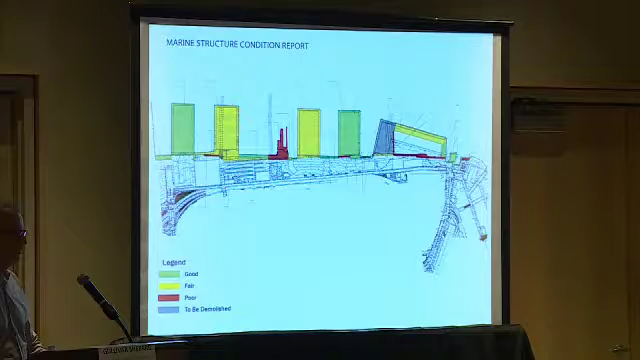 MARINE STRUCTURE CONDITION REPORT
Legend
Good
Fair
Poor
To Be Demolished